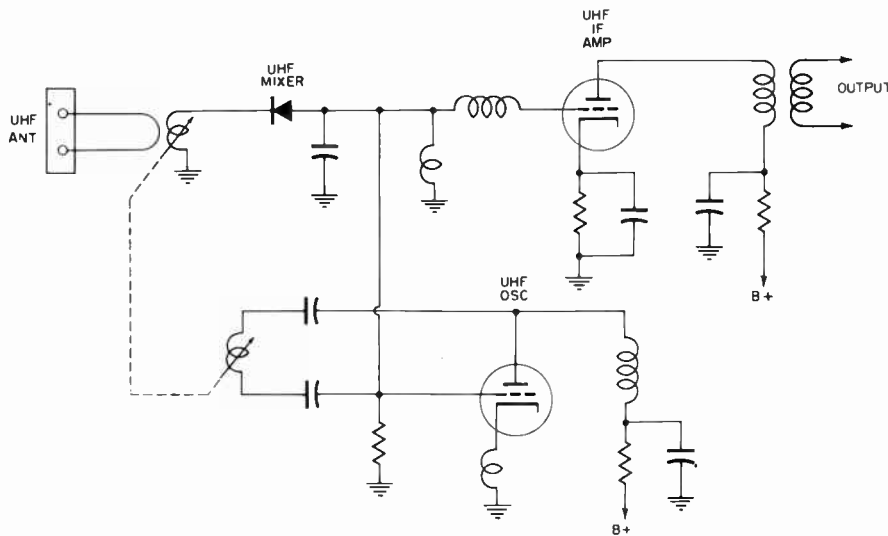 UHF
IF
AMP
UHF
MIXER
OUTPUT
UHF
ANT
B+
UHF
OSC
B+